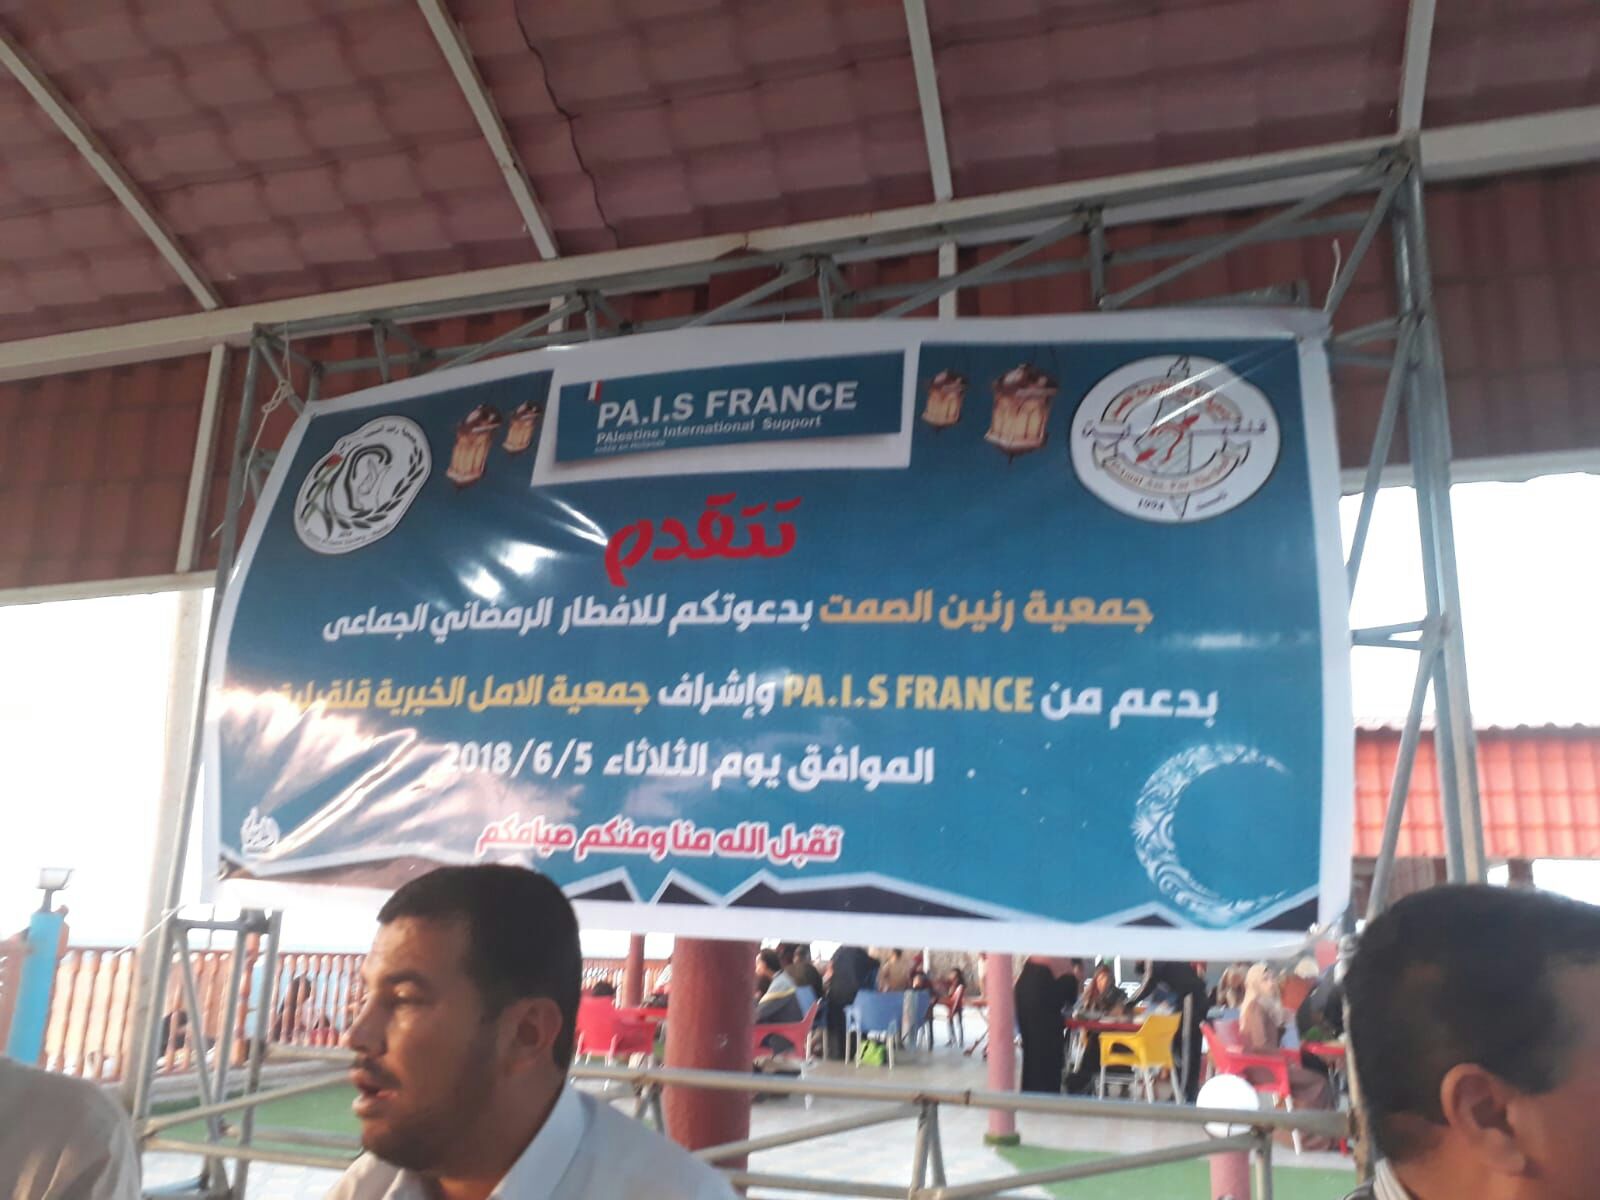 PA.I.S FRANCE
PAlestine International Support
1994
تتقدم
جمعية رنين الصمت بدعوتكم للافطار الرمضاني الجماعي
بدعم من PA.I.S FRANCE وإشراف جمعية الامل الخيرية قلقيلية
الموافق يوم الثلاثاء 2018/6/5
تقبل الله منا ومنكم صيامكم